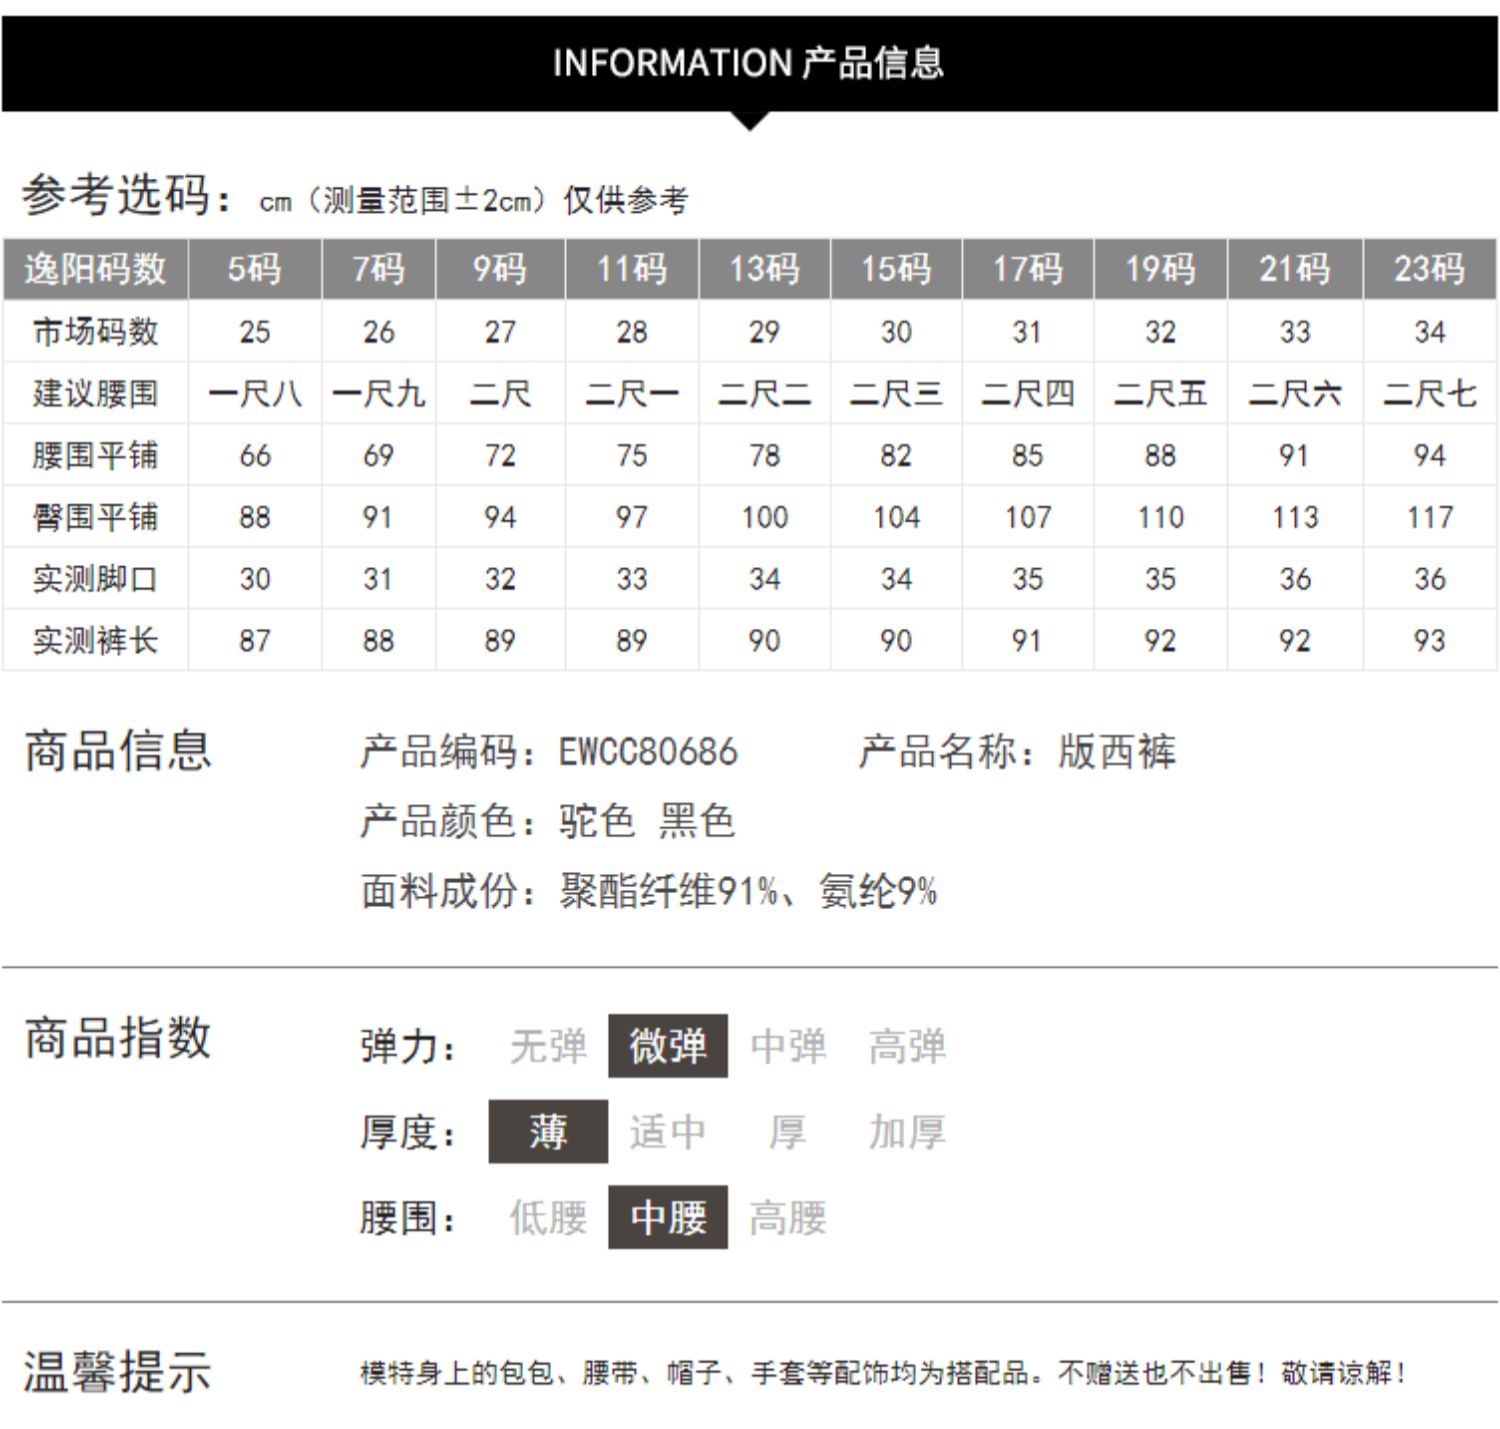 INFORMATION 产品信息
参考选码：cm（测量范围±2cm）仅供参考
逸阳码数 5码 7码 9码 11码 13码 15码 17码 19码 21码 23码
市场码数 25 26 27 28 29 30 31 32 33 34
建议腰围 一尺八 一尺九 二尺 二尺一 二尺二 二尺三 二尺四 二尺五 二尺六 二尺七
腰围平铺 66 69 72 75 78 82 85 88 91 94
臀围平铺 88 91 94 97 100 104 107 110 113 117
实测脚口 30 31 32 33 34 34 35 35 36 36
实测裤长 87 88 89 89 90 90 91 92 92 93
商品信息 产品编码：EWCC80686 产品名称：版西裤
产品颜色：驼色 黑色
面料成份：聚酯纤维91%、氨纶9%
商品指数 弹力： 无弹 微弹 中弹 高弹
厚度： 薄 适中 厚 加厚
腰围： 低腰 中腰 高腰
温馨提示 模特身上的包包、腰带、帽子、手套等配饰均为搭配品。不赠送也不出售！敬请谅解！